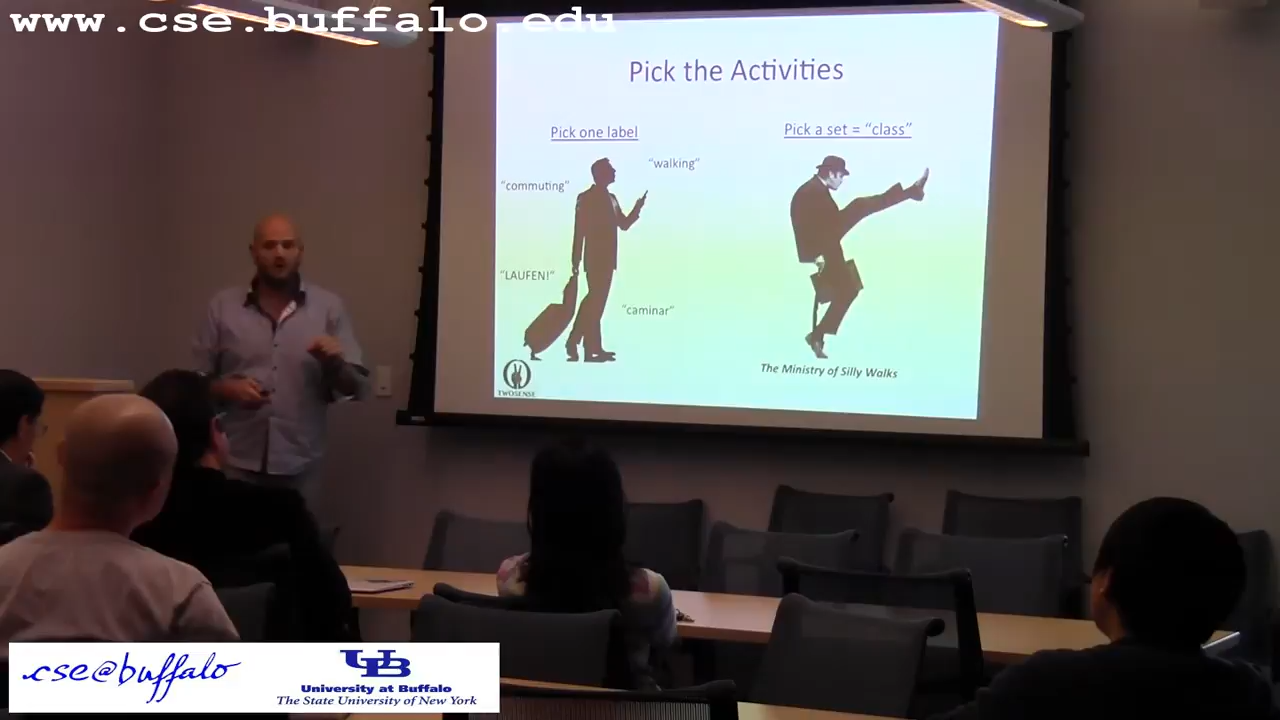 www.cse.buffalo.edu
Pick the Activities
Pick one label
Pick a set = “class”
“walking”
“commuting”
“LAUFEN!”
“caminar”
The Ministry of Silly Walks
TWOSENSE
cse@buffalo
UB
University at Buffalo
The State University of New York